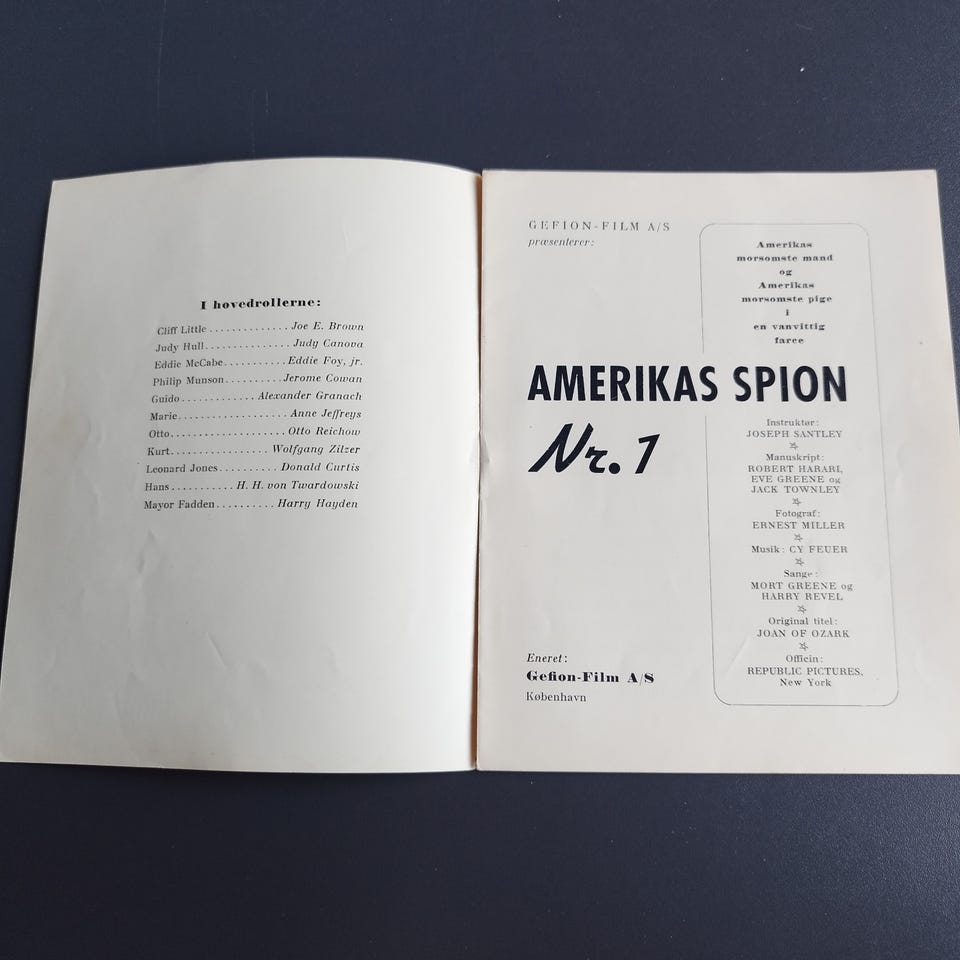 I hovedrollerne:
Cliff Little .............. Joe E. Brown
Judy Hull ............... Judy Canova
Eddie McCabe ........... Eddie Foy, jr.
Philip Munson .......... Jerome Cowan
Guido ............. Alexander Granach
Marie ................... Anne Jeffreys
Otto .................... Otto Reichow
Kurt ................. Wolfgang Zilzer
Leonard Jones .......... Donald Curtis
Hans ........... H. H. von Twardowski
Mayor Fadden .......... Harry Hayden
GEFION-FILM A/S
præsenterer:
Amerikas
morsomste mand
og
Amerikas
morsomste pige
i
en vanvittig
farce
AMERIKAS SPION
Nr. 1
Instruktør:
JOSEPH SANTLEY
Manuskript:
ROBERT HARARI,
EVE GREENE og
JACK TOWNLEY
Fotograf:
ERNEST MILLER
Musik: CY FEUER
Sange:
MORT GREENE og
HARRY REVEL
Original titel:
JOAN OF OZARK
Officin:
REPUBLIC PICTURES,
New York
Eneret:
Gefion-Film A/S
København